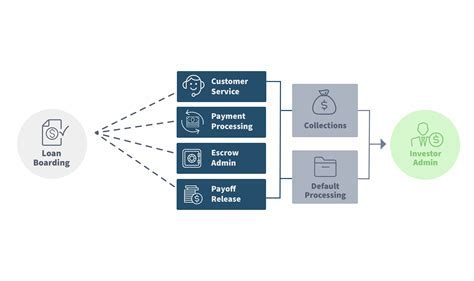 Loan
Boarding
Customer
Service
Payment
Processing
Escrow
Admin
Payoff
Release
$
Collections
Default
Processing
$
Investor
Admin